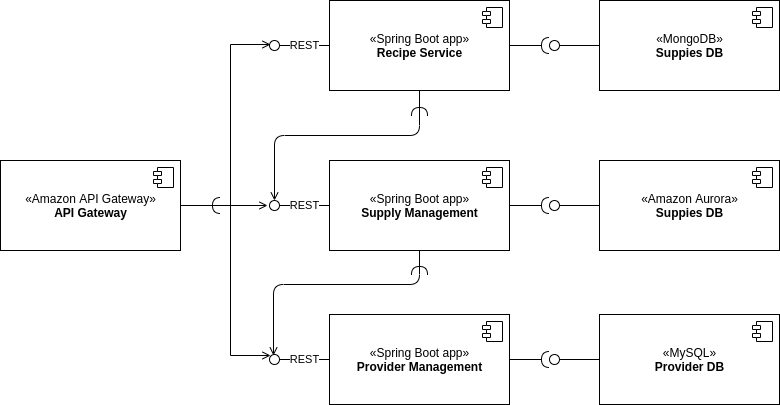 «Spring Boot app»
Recipe Service
«MongoDB»
Suppies DB
REST
«Amazon API Gateway»
API Gateway
REST
«Spring Boot app»
Supply Management
«Amazon Aurora»
Suppies DB
«Spring Boot app»
Provider Management
«MySQL»
Provider DB
REST